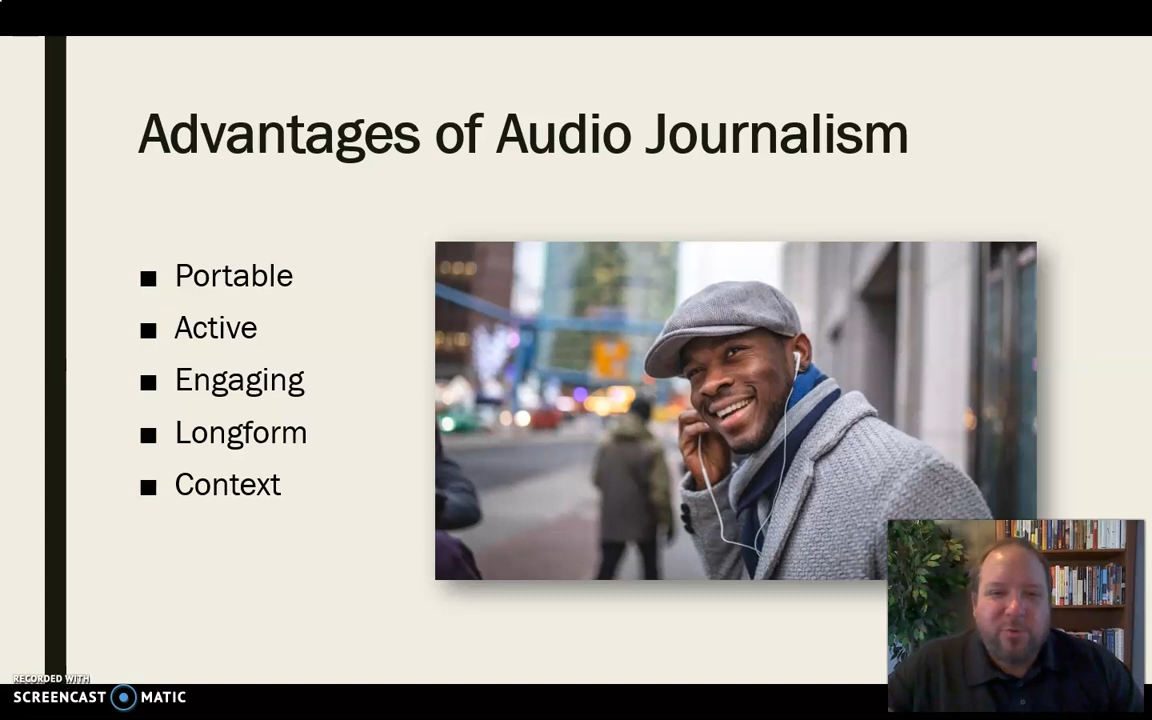 Advantages of Audio Journalism
■ Portable
■ Active
■ Engaging
■ Longform
■ Context
RECORDED WITH
SCREENCAST MATIC